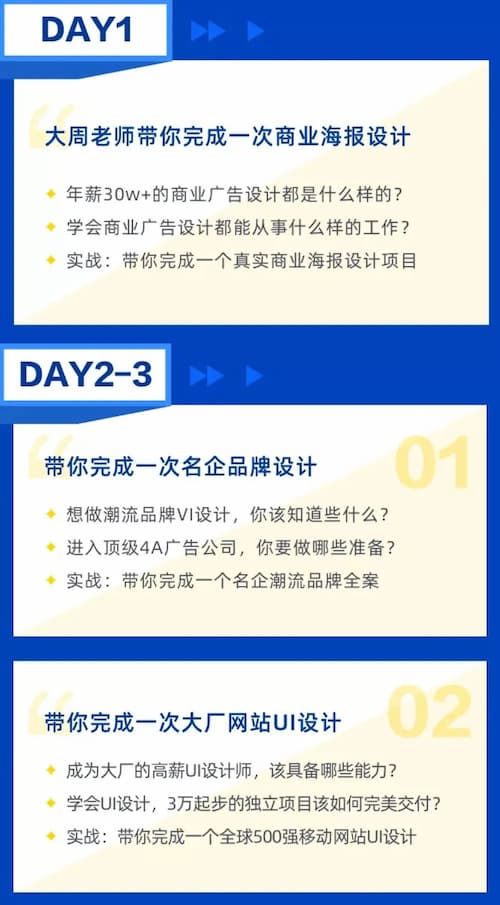 DAY1
大周老师带你完成一次商业海报设计
年薪30w+的商业广告设计都是什么样的？
学会商业广告设计都能从事什么样的工作？
实战：带你完成一个真实商业海报设计项目
DAY2-3
01
带你完成一次名企品牌设计
想做潮流品牌VI设计，你该知道些什么？
进入顶级4A广告公司，你要做哪些准备？
实战：带你完成一个名企潮流品牌全案
02
带你完成一次大厂网站UI设计
成为大厂的高薪UI设计师，该具备哪些能力？
学会UI设计，3万起步的独立项目该如何完美交付？
实战：带你完成一个全球500强移动网站UI设计